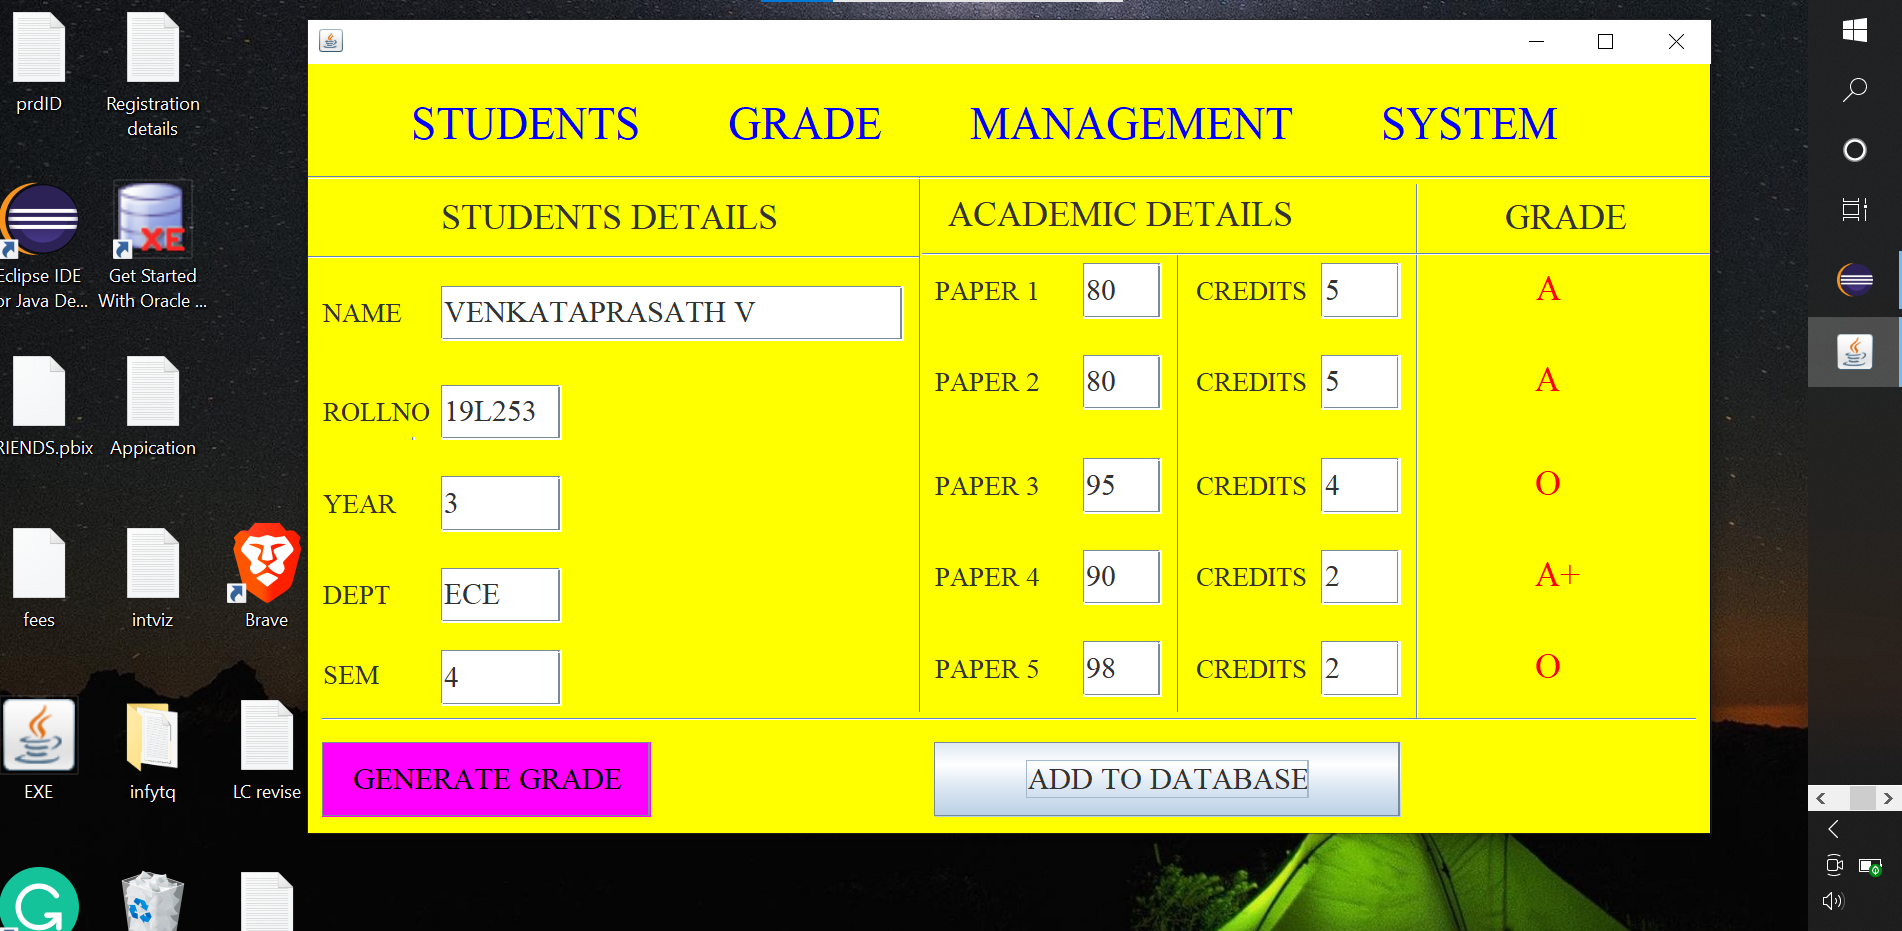 prdID
Registration
details
Eclipse IDE
or Java De...
Get Started
With Oracle ...
XE
RIENDS.pbix
Appication
fees
intviz
Brave
EXE
infytq
LC revise
STUDENTS GRADE MANAGEMENT SYSTEM
STUDENTS DETAILS
NAME VENKATAPRASATH V
ROLLNO 19L253
YEAR 3
DEPT ECE
SEM 4
ACADEMIC DETAILS GRADE
PAPER 1 80 CREDITS 5 A
PAPER 2 80 CREDITS 5 A
PAPER 3 95 CREDITS 4 O
PAPER 4 90 CREDITS 2 A+
PAPER 5 98 CREDITS 2 O
GENERATE GRADE
ADD TO DATABASE